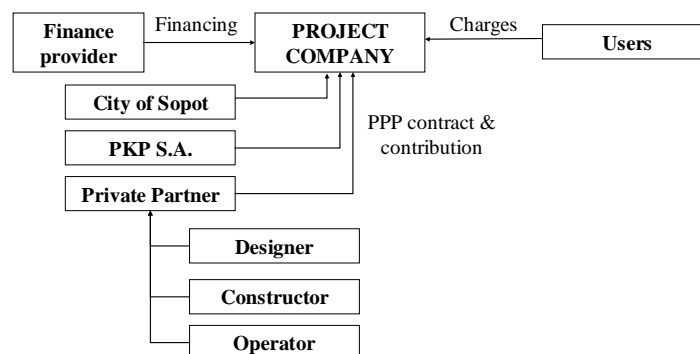 Finance
provider
Financing
PROJECT
COMPANY
Charges
Users
City of Sopot
PKP S.A.
PPP contract &
contribution
Private Partner
Designer
Constructor
Operator